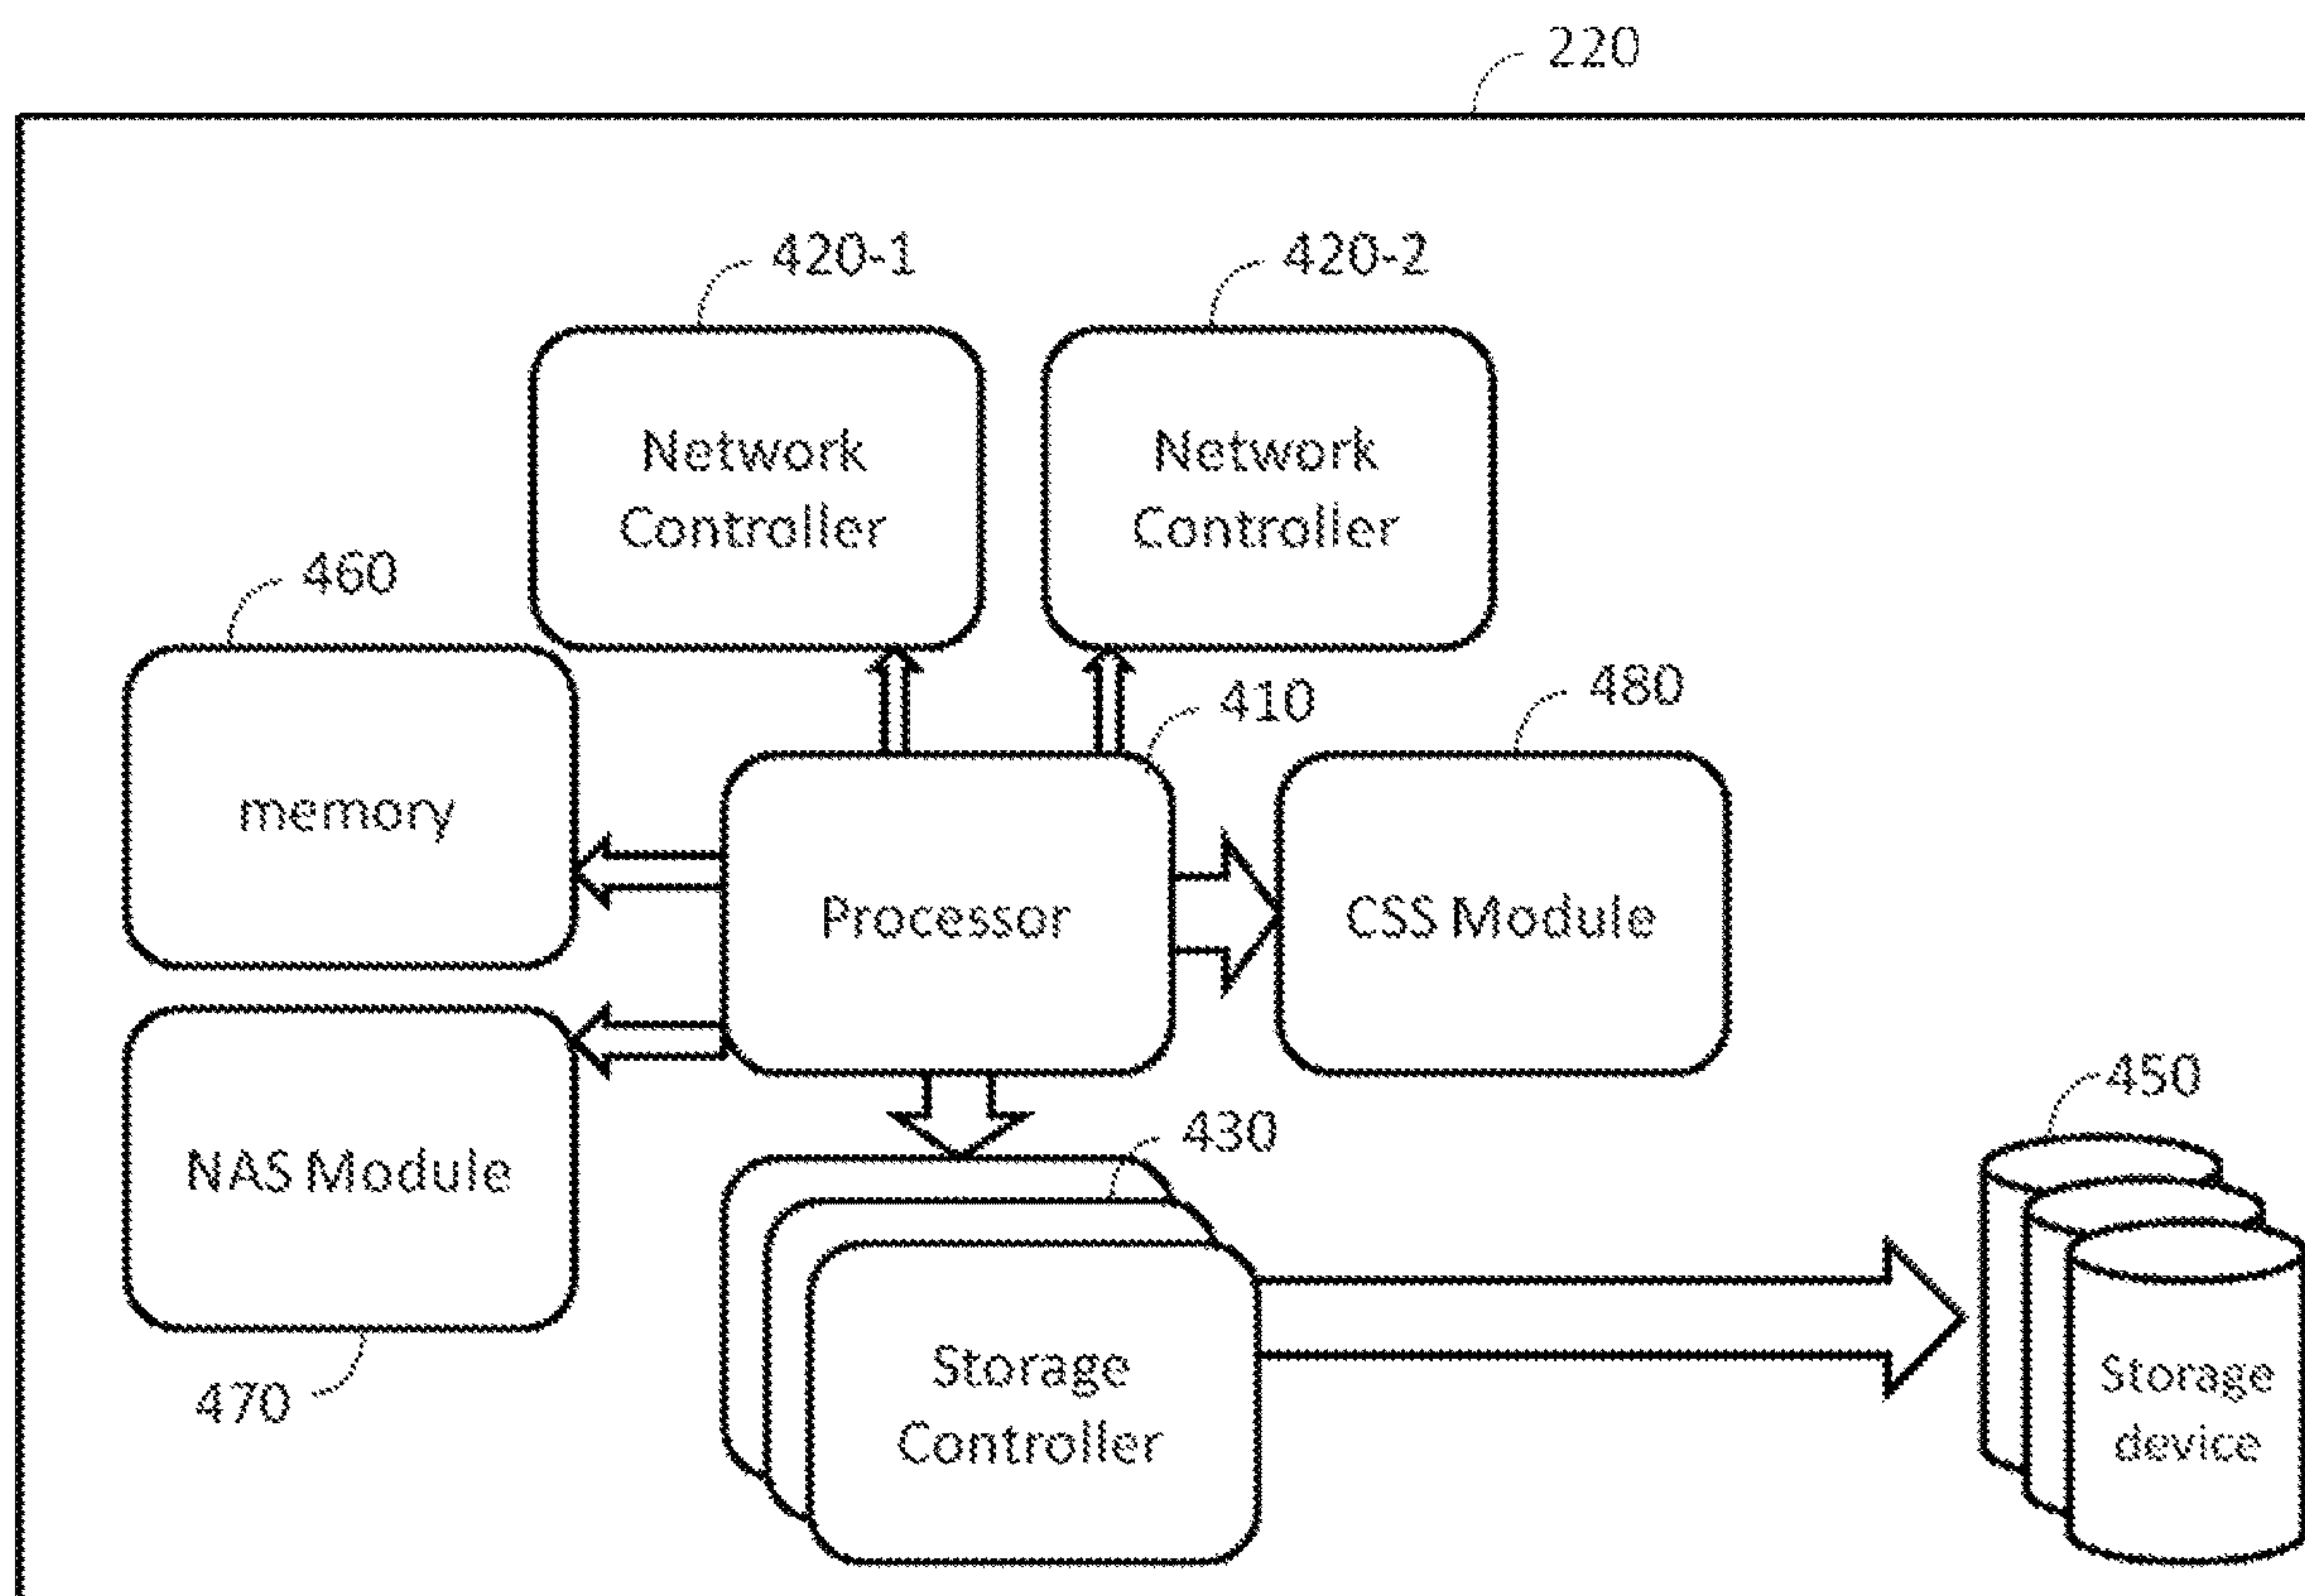 220
420-1
420-2
Network
Controller
Network
Controller
460
480
410
memory
Processor
CSS Module
450
430
NAS Module
Storage
Controller
Storage
device
470